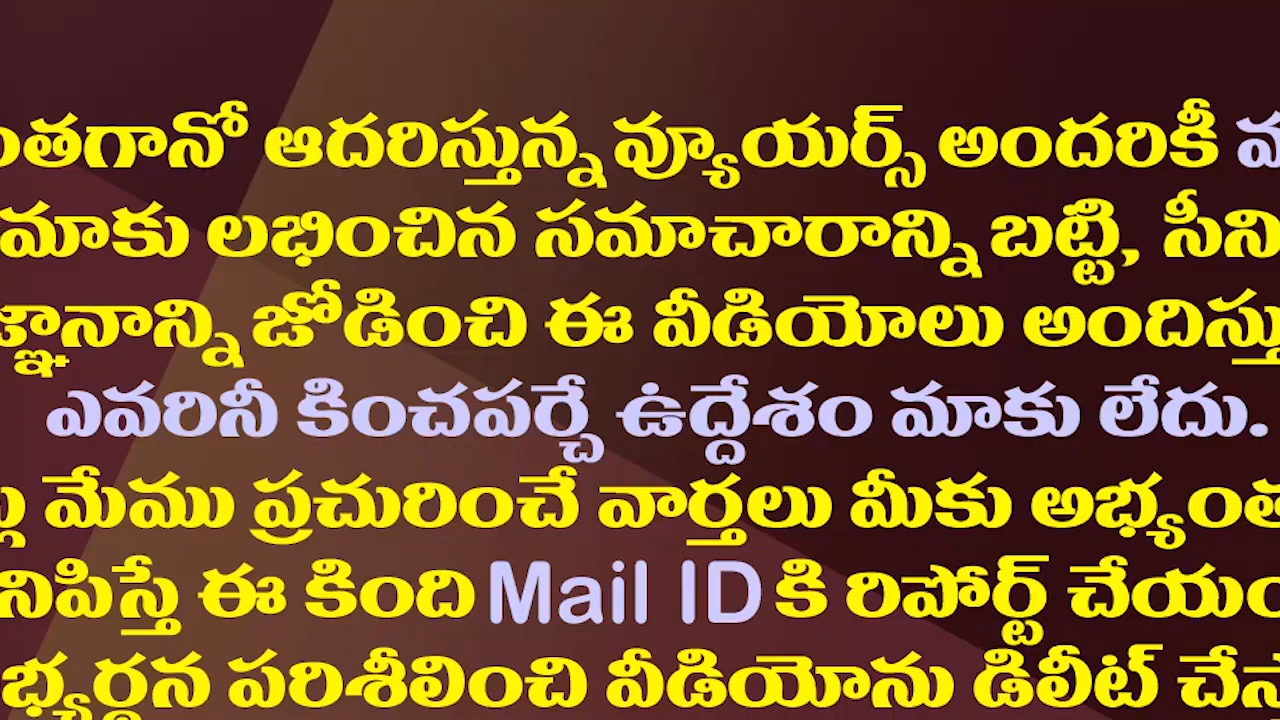 ఆదరిస్తున్న వ్యూయర్స్ అందరికీ
మాకు లభించిన సమాచారాన్ని బట్టి,
జోడించి ఈ వీడియోలు
ఎవరినీ కించపర్చే ఉద్దేశం మాకు లేదు.
మేము ప్రచురించే వార్తలు మీకు
ఈ కింది Mail ID కి రిపోర్ట్
పరిశీలించి వీడియోను డిలీట్